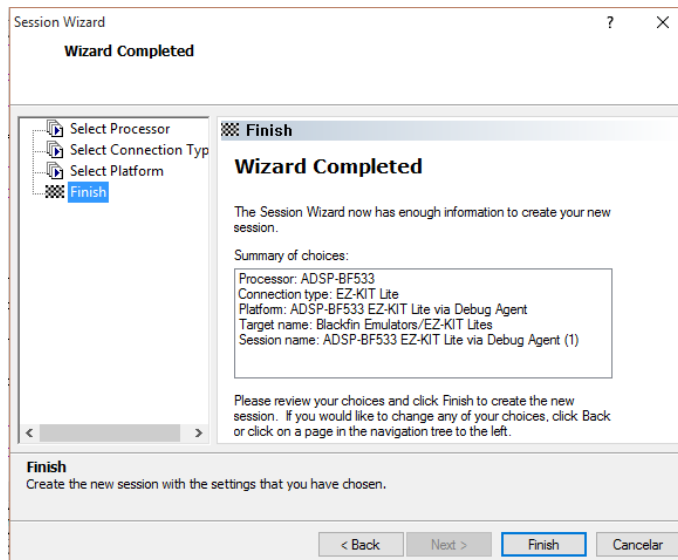 Session Wizard
Wizard Completed
Select Processor
Select Connection Typ
Select Platform
Finish
Finish
Wizard Completed
The Session Wizard now has enough information to create your new
session.
Summary of choices:
Processor: ADSP-BF533
Connection type: EZ-KIT Lite
Platform: ADSP-BF533 EZ-KIT Lite via Debug Agent
Target name: Blackfin Emulators/EZ-KIT Lites
Session name: ADSP-BF533 EZ-KIT Lite via Debug Agent (1)
Please review your choices and click Finish to create the new
session. If you would like to change any of your choices, click Back
or click on a page in the navigation tree to the left.
Finish
Create the new session with the settings that you have chosen.
< Back
Next >
Finish
Cancelar